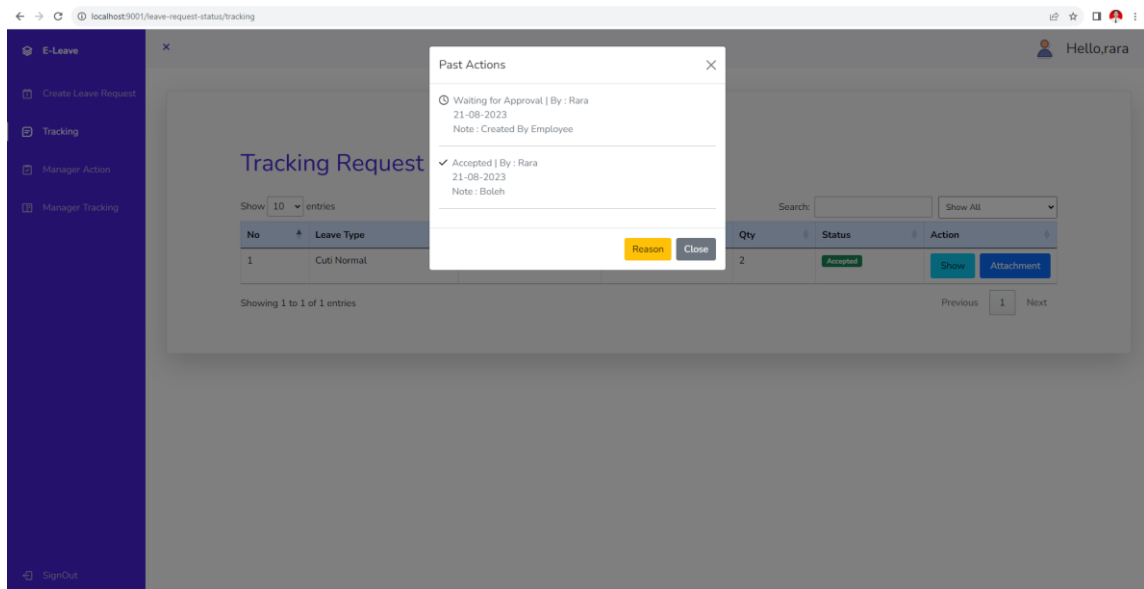 localhost:9001/leave-request-status/tracking
E-Leave
Hello,rara
Create Leave Request
Tracking
Manager Action
Manager Tracking
SignOut
Past Actions
Waiting for Approval | By : Rara
21-08-2023
Note : Created By Employee
Accepted | By : Rara
21-08-2023
Note : Boleh
Reason Close
Tracking Request
Show 10 entries
Search: Show All
No Leave Type Qty Status Action
1 Cuti Normal 2 Accepted Show Attachment
Showing 1 to 1 of 1 entries
Previous 1 Next